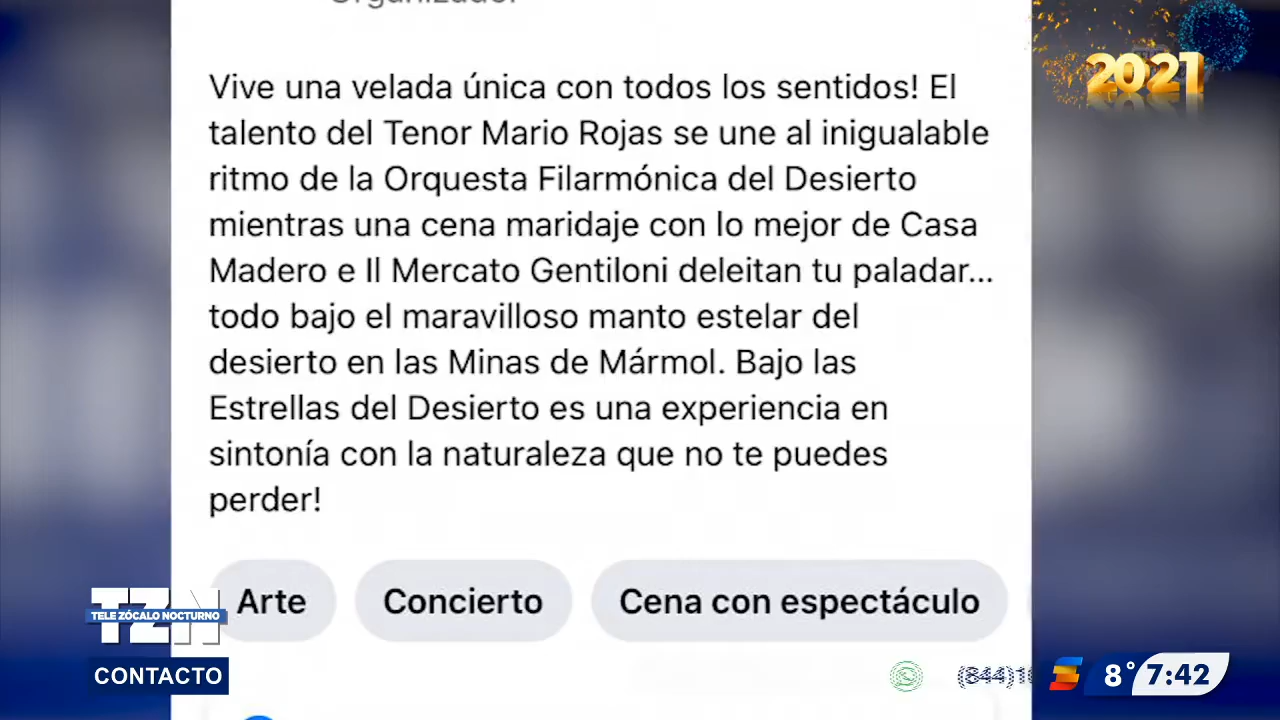 Organizador
2021
Vive una velada única con todos los sentidos! El
talento del Tenor Mario Rojas se une al inigualable
ritmo de la Orquesta Filarmónica del Desierto
mientras una cena maridaje con lo mejor de Casa
Madero e Il Mercato Gentiloni deleitan tu paladar...
todo bajo el maravilloso manto estelar del
desierto en las Minas de Mármol. Bajo las
Estrellas del Desierto es una experiencia en
sintonía con la naturaleza que no te puedes
perder!
Arte
Concierto
Cena con espectáculo
TZN
TELE ZÓCALO NOCTURNO
CONTACTO
(844)1
8° 7:42